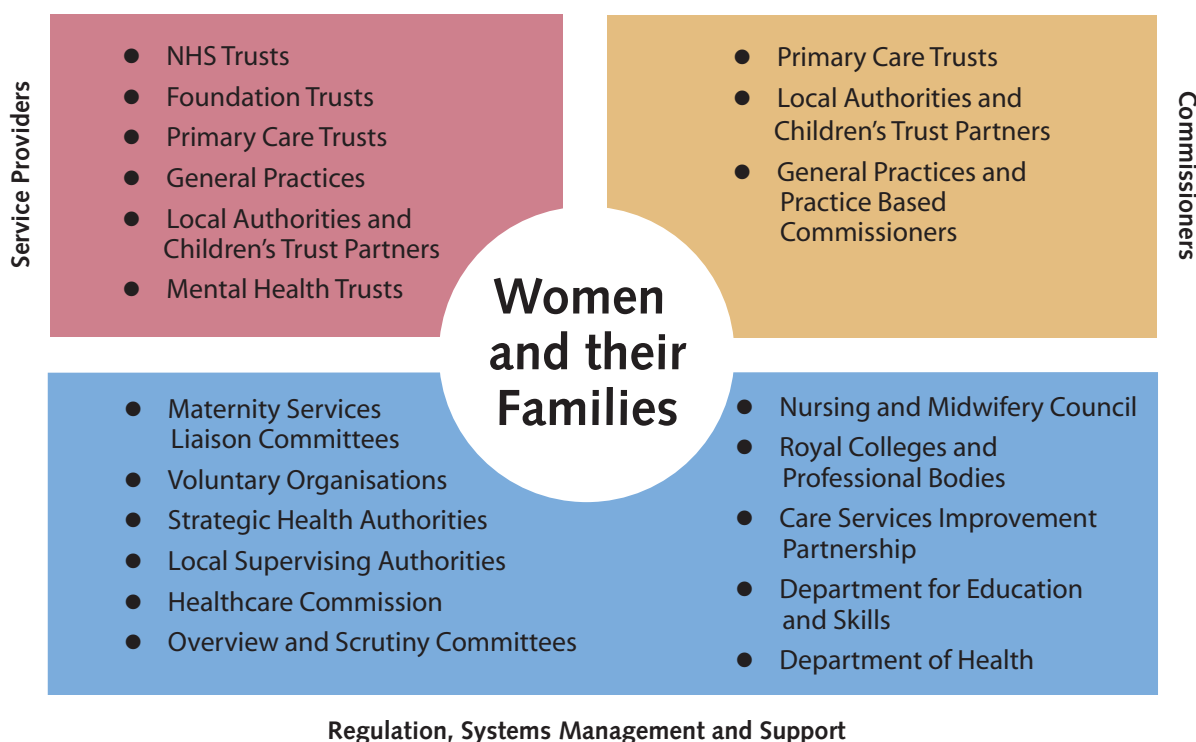 Service Providers
● NHS Trusts
● Foundation Trusts
● Primary Care Trusts
● General Practices
● Local Authorities and
Children’s Trust Partners
● Mental Health Trusts
Commissioners
● Primary Care Trusts
● Local Authorities and
Children’s Trust Partners
● General Practices and
Practice Based
Commissioners
Women
and their
Families
● Maternity Services
Liaison Committees
● Voluntary Organisations
● Strategic Health Authorities
● Local Supervising Authorities
● Healthcare Commission
● Overview and Scrutiny Committees
● Nursing and Midwifery Council
● Royal Colleges and
Professional Bodies
● Care Services Improvement
Partnership
● Department for Education
and Skills
● Department of Health
Regulation, Systems Management and Support